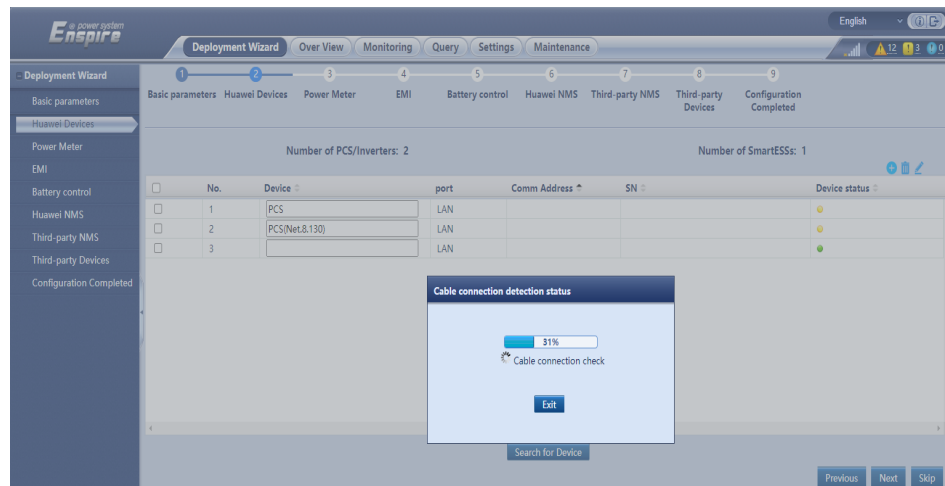 e power system
Enspire
English
Deployment Wizard Over View Monitoring Query Settings Maintenance
12 3 0
Deployment Wizard
Basic parameters
Huawei Devices
Power Meter
EMI
Battery control
Huawei NMS
Third-party NMS
Third-party Devices
Configuration Completed
1 2 3 4 5 6 7 8 9
Basic parameters Huawei Devices Power Meter EMI Battery control Huawei NMS Third-party NMS Third-party Devices Configuration Completed
Number of PCS/Inverters: 2 Number of SmartESSs: 1
No. Device port Comm Address SN Device status
1 PCS LAN
2 PCS(Net.8.130) LAN
3 LAN
Cable connection detection status
31%
Cable connection check
Exit
Search for Device
Previous Next Skip